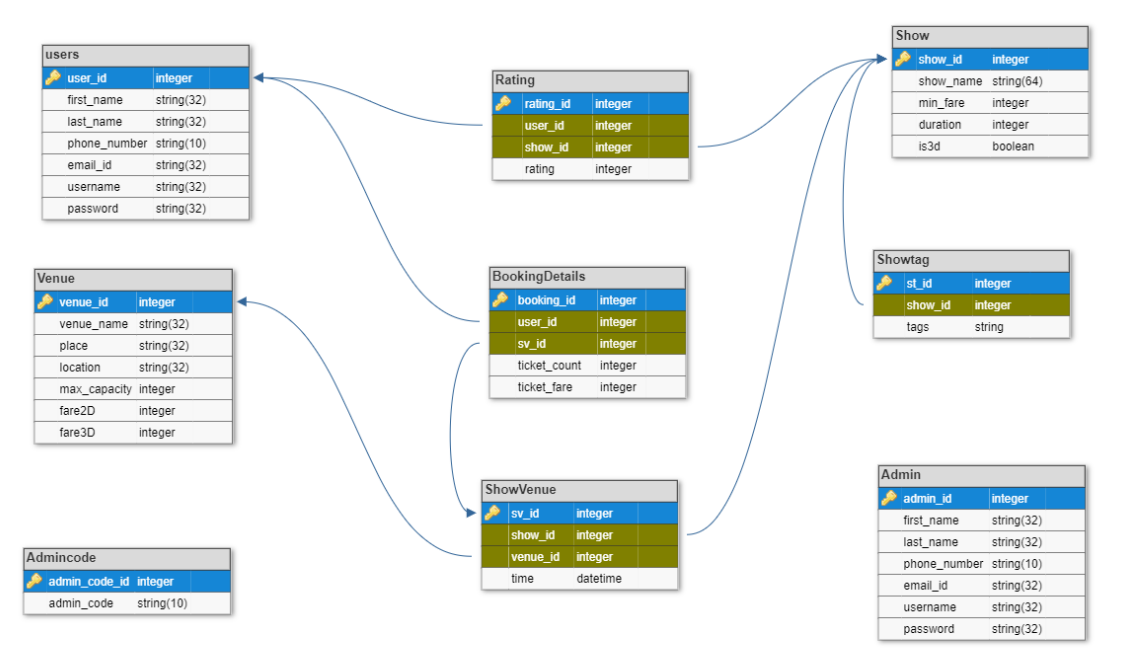 users
user_id integer
first_name string(32)
last_name string(32)
phone_number string(10)
email_id string(32)
username string(32)
password string(32)
Rating
rating_id integer
user_id integer
show_id integer
rating integer
Show
show_id integer
show_name string(64)
min_fare integer
duration integer
is3d boolean
Venue
venue_id integer
venue_name string(32)
place string(32)
location string(32)
max_capacity integer
fare2D integer
fare3D integer
BookingDetails
booking_id integer
user_id integer
sv_id integer
ticket_count integer
ticket_fare integer
Showtag
st_id integer
show_id integer
tags string
Admincode
admin_code_id integer
admin_code string(10)
ShowVenue
sv_id integer
show_id integer
venue_id integer
time datetime
Admin
admin_id integer
first_name string(32)
last_name string(32)
phone_number string(10)
email_id string(32)
username string(32)
password string(32)